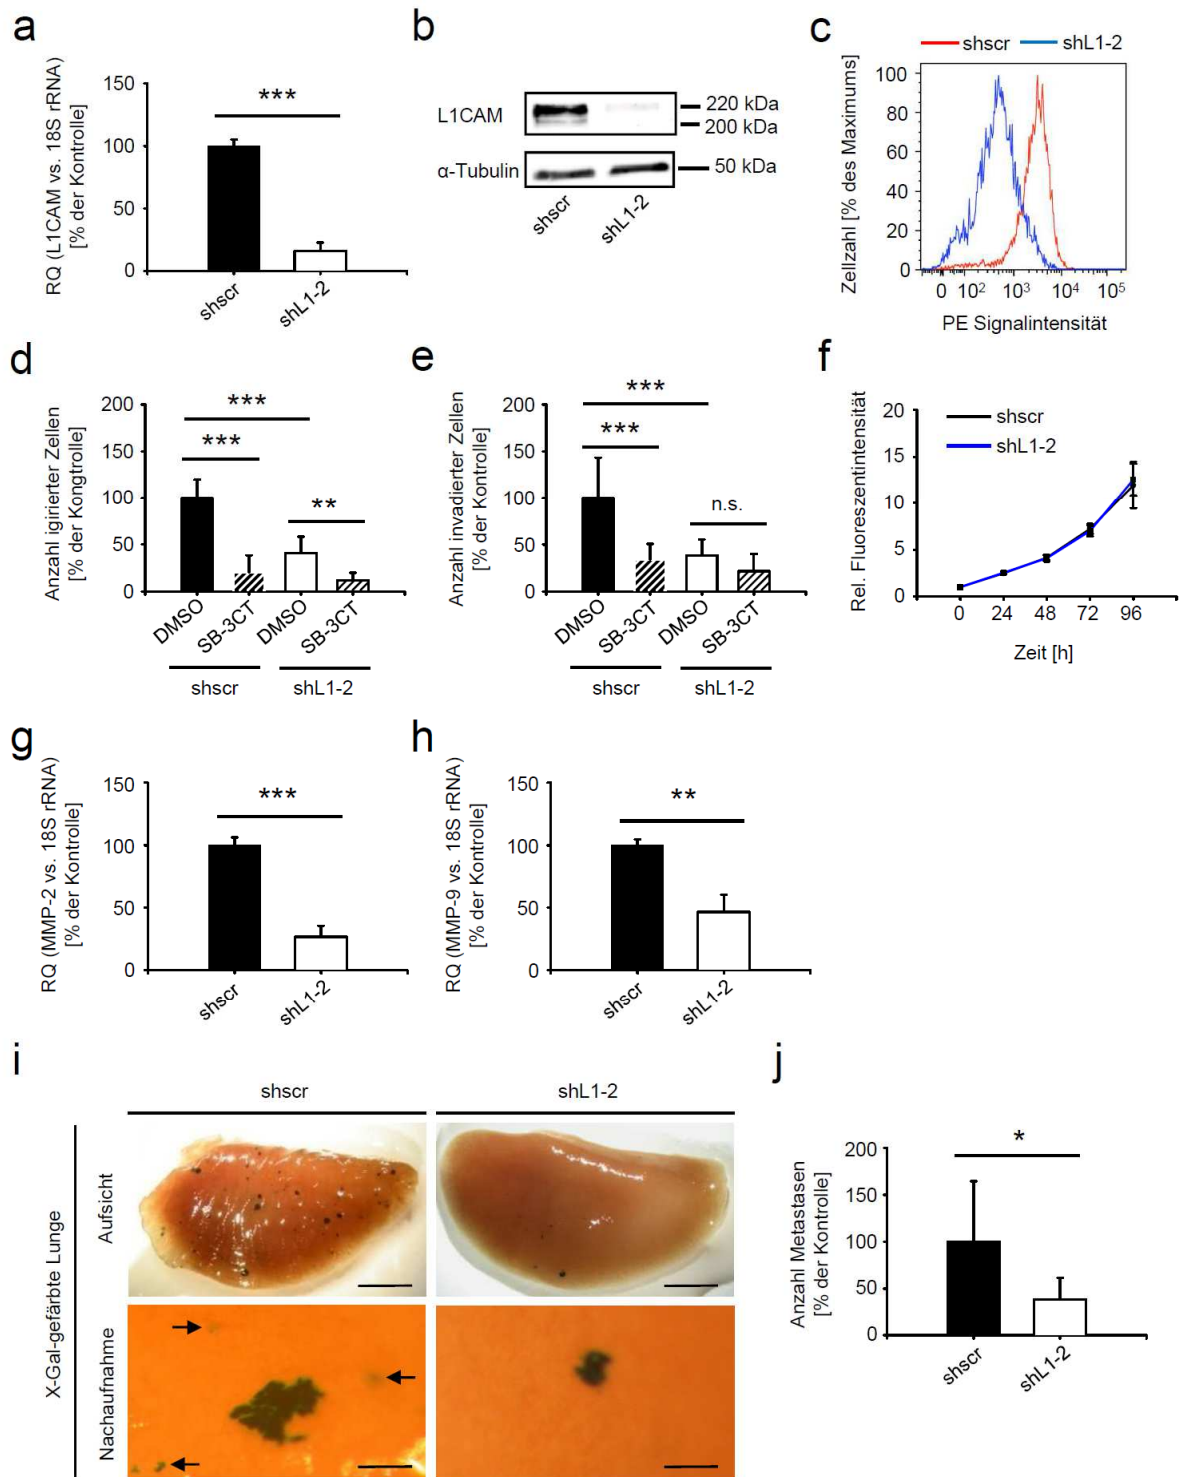 a
RQ (L1CAM vs. 18S rRNA)
[% der Kontrolle]
150
100
50
0
***
shscr
shL1-2
b
L1CAM
220 kDa
200 kDa
α-Tubulin
50 kDa
shscr
shL1-2
c
shscr
shL1-2
Zellzahl [% des Maximums]
100
80
60
40
20
0
0 10² 10³ 10⁴ 10⁵
PE Signalintensität
d
Anzahl igirierter Zellen
[% der Kongtrolle]
200
150
100
50
0
***
***
**
DMSO
SB-3CT
DMSO
SB-3CT
shscr
shL1-2
e
Anzahl invadierter Zellen
[% der Kontrolle]
200
150
100
50
0
***
***
n.s.
DMSO
SB-3CT
DMSO
SB-3CT
shscr
shL1-2
f
Rel. Fluoreszentintensität
20
15
10
5
0
shscr
shL1-2
0 24 48 72 96
Zeit [h]
g
RQ (MMP-2 vs. 18S rRNA)
[% der Kontrolle]
150
100
50
0
***
shscr
shL1-2
h
RQ (MMP-9 vs. 18S rRNA)
[% der Kontrolle]
150
100
50
0
**
shscr
shL1-2
i
shscr
shL1-2
X-Gal-gefärbte Lunge
Aufsicht
Nachaufnahme
j
Anzahl Metastasen
[% der Kontrolle]
200
150
100
50
0
*
shscr
shL1-2